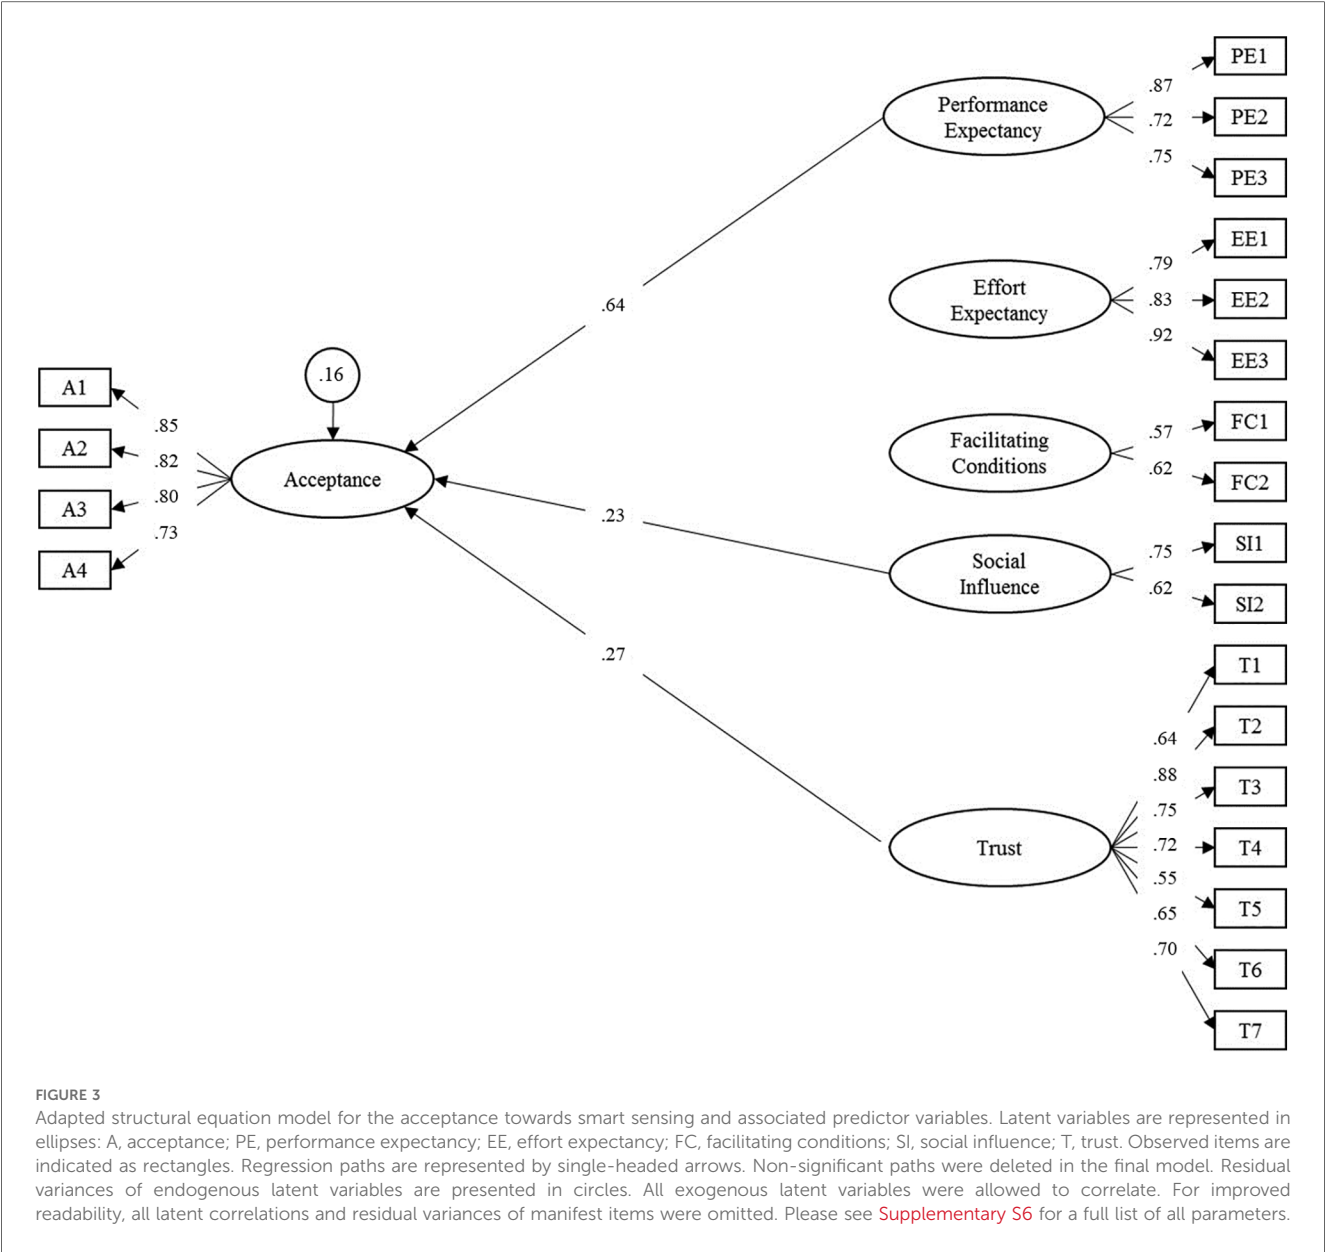 PE1
.87
Performance
Expectancy
.72
PE2
.75
PE3
EE1
.79
Effort
Expectancy
.83
EE2
.92
EE3
.64
.16
A1
.85
A2
.82
Acceptance
.80
A3
.73
A4
FC1
.57
Facilitating
Conditions
.62
FC2
.23
SI1
.75
Social
Influence
.62
SI2
.27
T1
.64
T2
.88
T3
.75
Trust
.72
T4
.55
T5
.65
.70
T6
T7
FIGURE 3
Adapted structural equation model for the acceptance towards smart sensing and associated predictor variables. Latent variables are represented in
ellipses: A, acceptance; PE, performance expectancy; EE, effort expectancy; FC, facilitating conditions; SI, social influence; T, trust. Observed items are
indicated as rectangles. Regression paths are represented by single-headed arrows. Non-significant paths were deleted in the final model. Residual
variances of endogenous latent variables are presented in circles. All exogenous latent variables were allowed to correlate. For improved
readability, all latent correlations and residual variances of manifest items were omitted. Please see Supplementary S6 for a full list of all parameters.